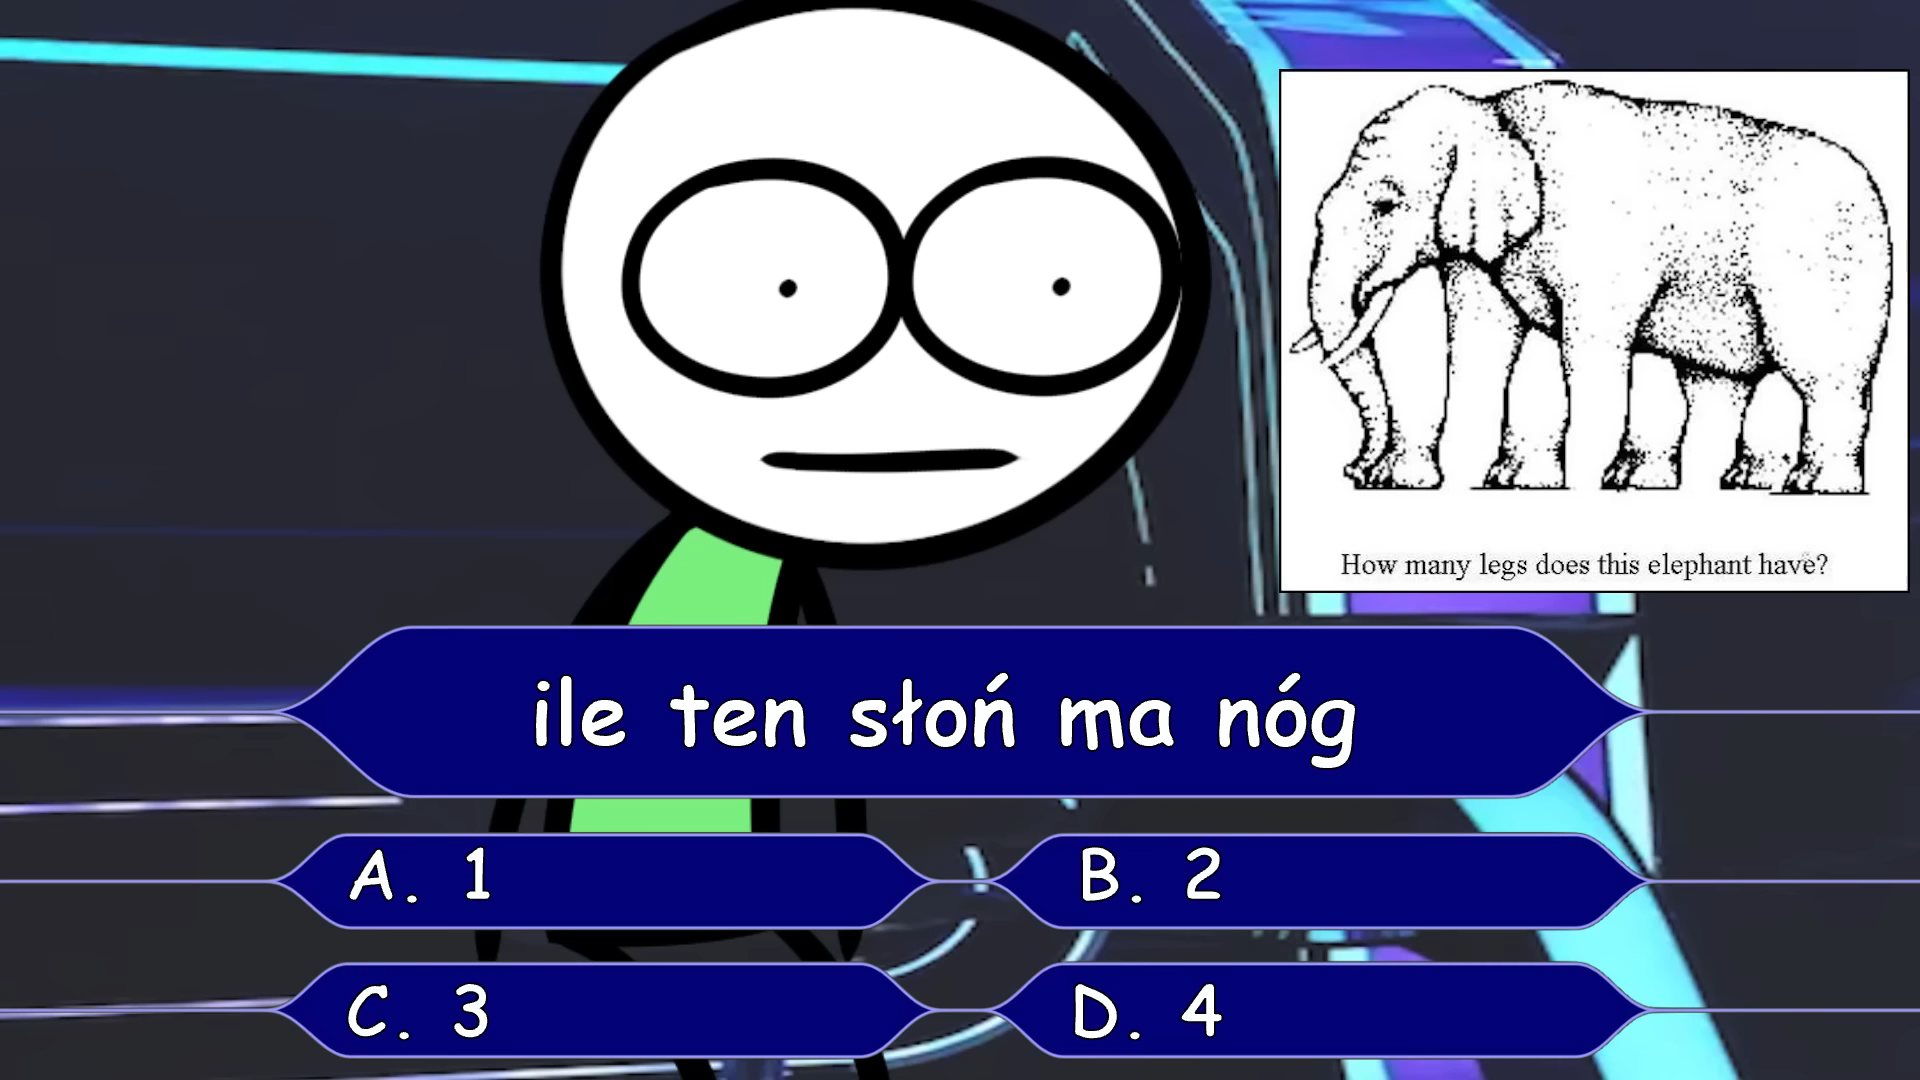 How many legs does this elephant have?
ile ten słoń ma nóg
A. 1
B. 2
C. 3
D. 4